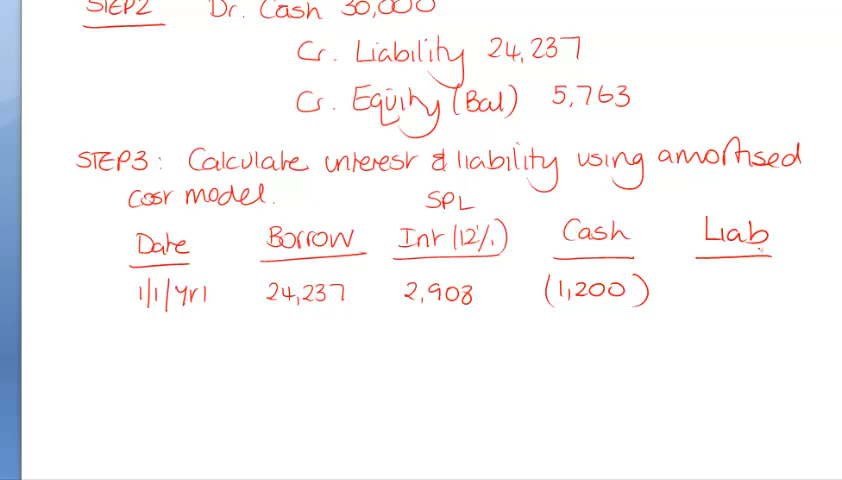 STEP2 Dr. Cash 30,000
Cr. Liability 24,237
Cr. Equity (Bal) 5,763
STEP3: Calculate interest & liability using amortised
cost model.
SPL
Date Borrow Int (12%) Cash Liab
1/1/Yr1 24,237 2,908 (1,200)